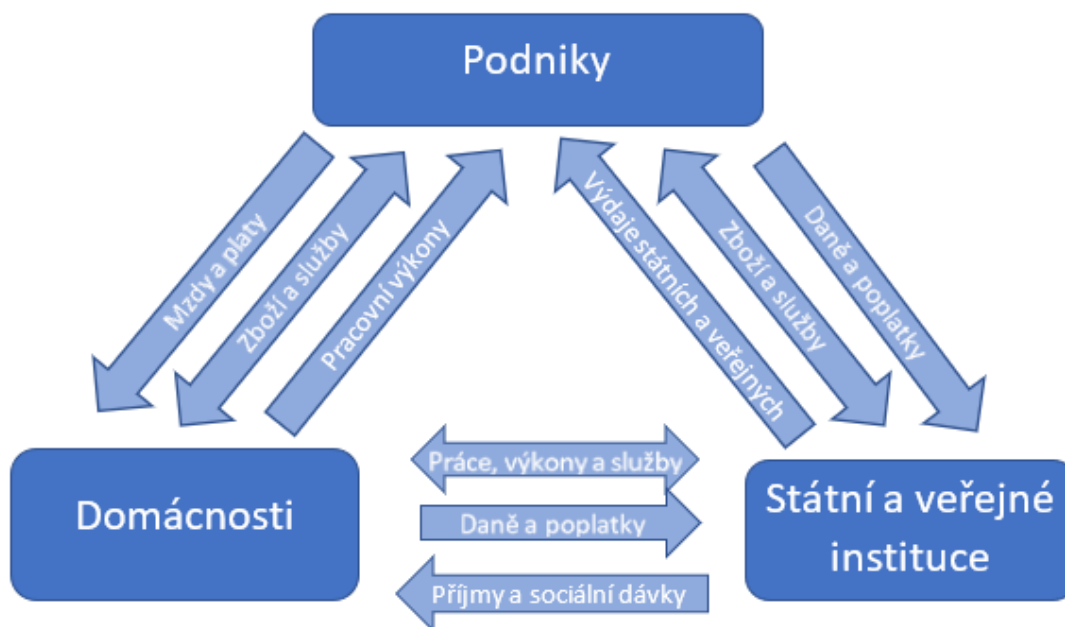 Podniky
Mzdy a platy
Zboží a služby
Pracovní výkony
Výdaje státních a veřejných
Zboží a služby
Daně a poplatky
Domácnosti
Práce, výkony a služby
Daně a poplatky
Příjmy a sociální dávky
Státní a veřejné
instituce